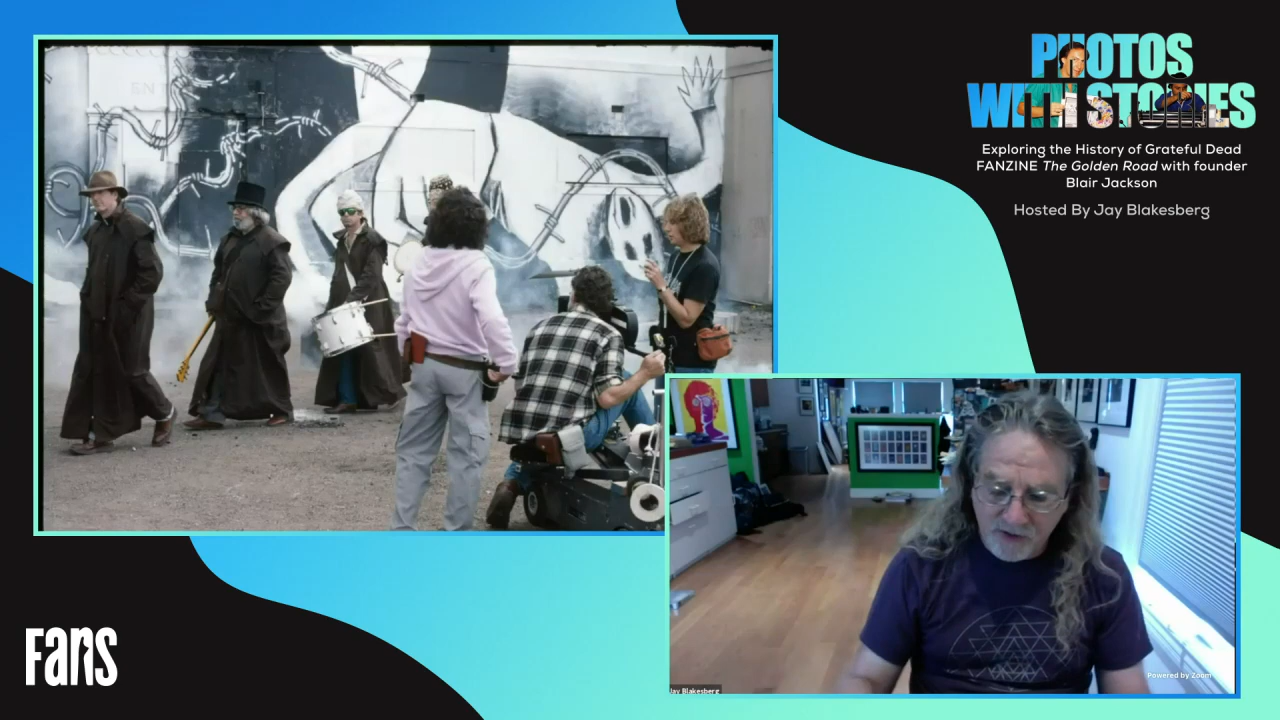 PHOTOS
WITH STORIES
Exploring the History of Grateful Dead
FANZINE The Golden Road with founder
Blair Jackson
Hosted By Jay Blakesberg
Fans
Jay Blakesberg
Powered by Zoom